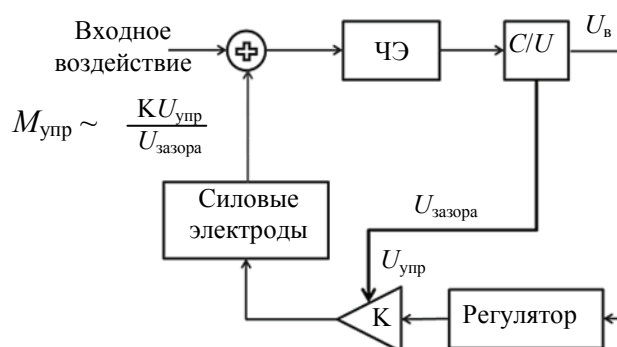 Входное
воздействие
ЧЭ
C/U
Uв
Mупр ~ KUупр
Uзазора
Силовые
электроды
Uзазора
Uупр
K
Регулятор